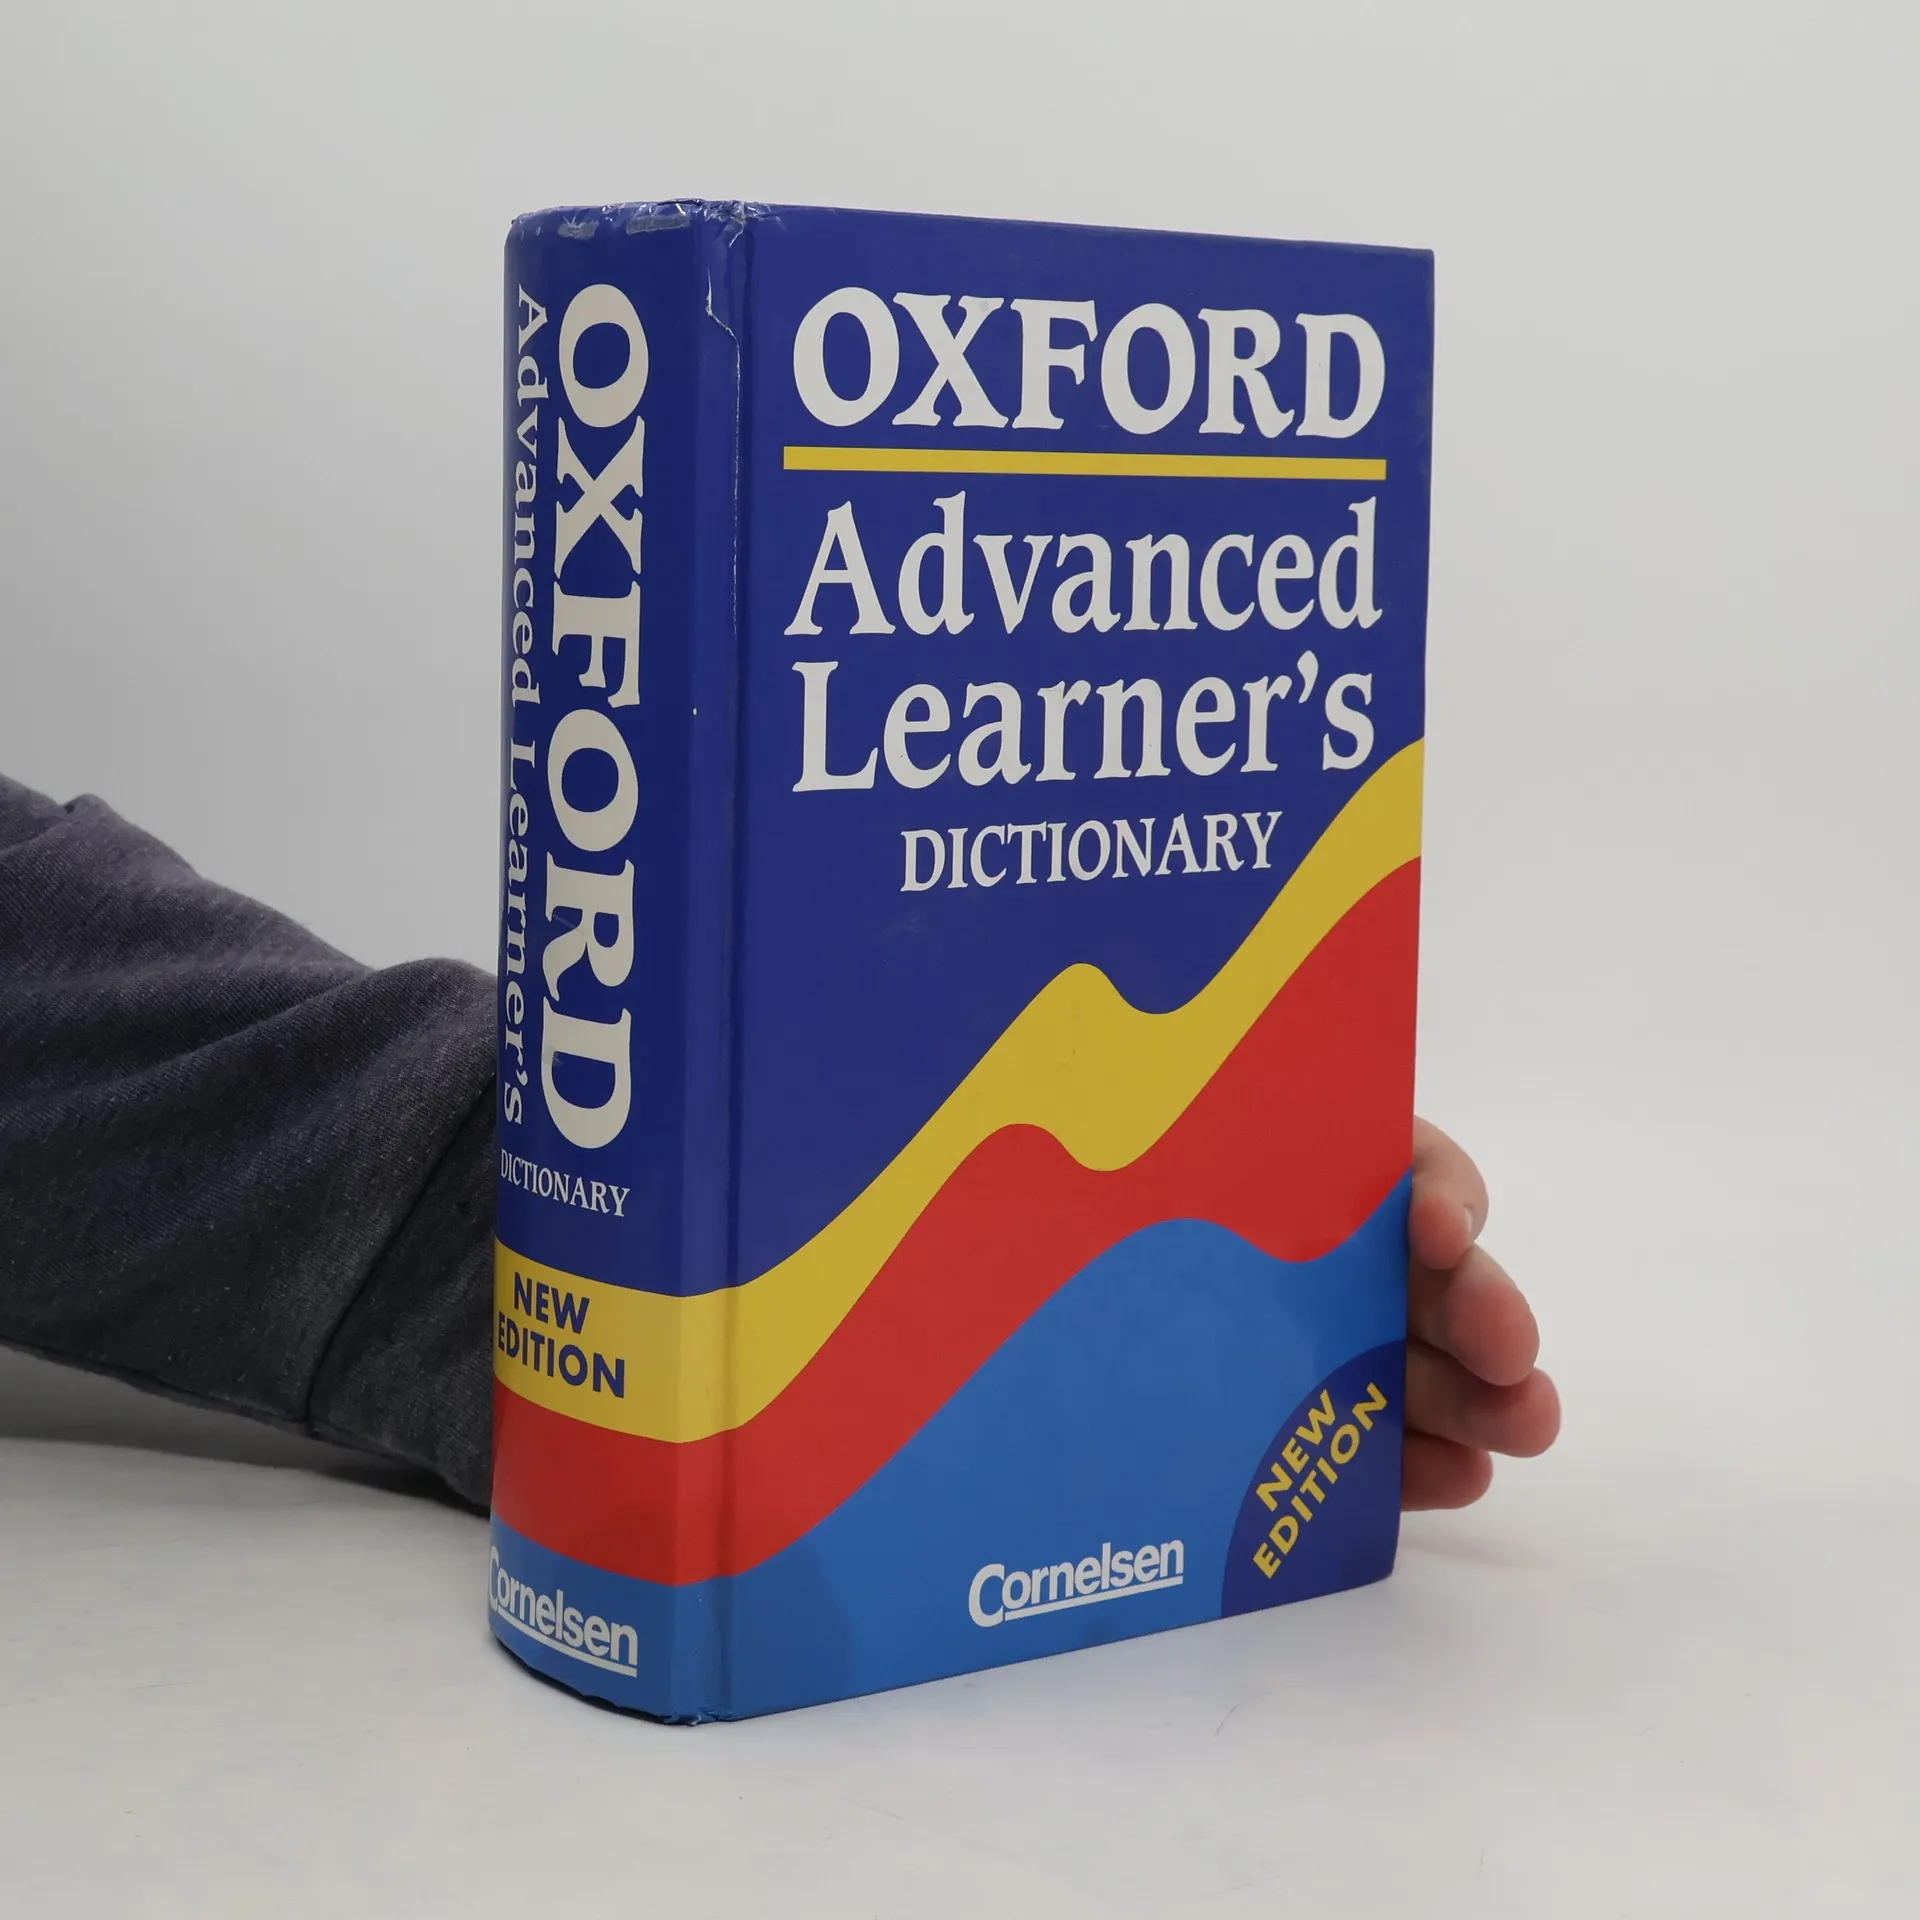 OXFORD
Advanced Learner's
DICTIONARY
NEW
EDITION
Cornelsen
OXFORD
Advanced
Learner's
DICTIONARY
NEW
EDITION
Cornelsen